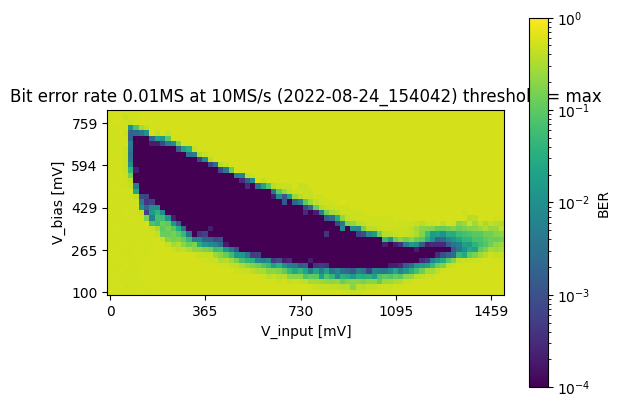 Bit error rate 0.01MS at 10MS/s (2022-08-24_154042) threshold = max
10^0
10^-1
10^-2
10^-3
10^-4
BER
759
594
429
265
100
V_bias [mV]
0 365 730 1095 1459
V_input [mV]